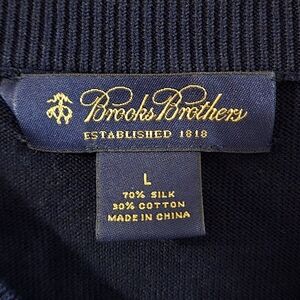 Brooks Brothers
ESTABLISHED 1818
L
70% SILK
30% COTTON
MADE IN CHINA